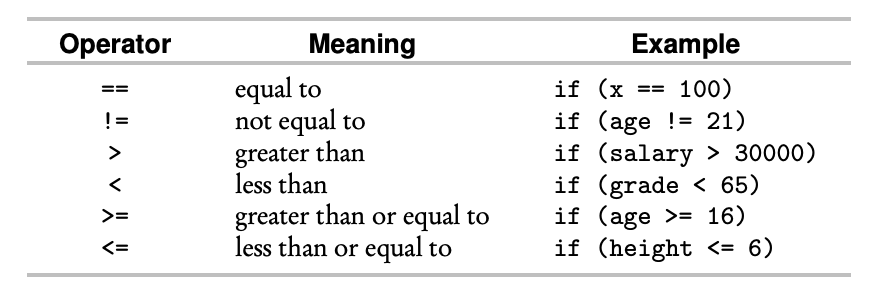 Operator Meaning Example
== equal to if (x == 100)
!= not equal to if (age != 21)
> greater than if (salary > 30000)
< less than if (grade < 65)
>= greater than or equal to if (age >= 16)
<= less than or equal to if (height <= 6)